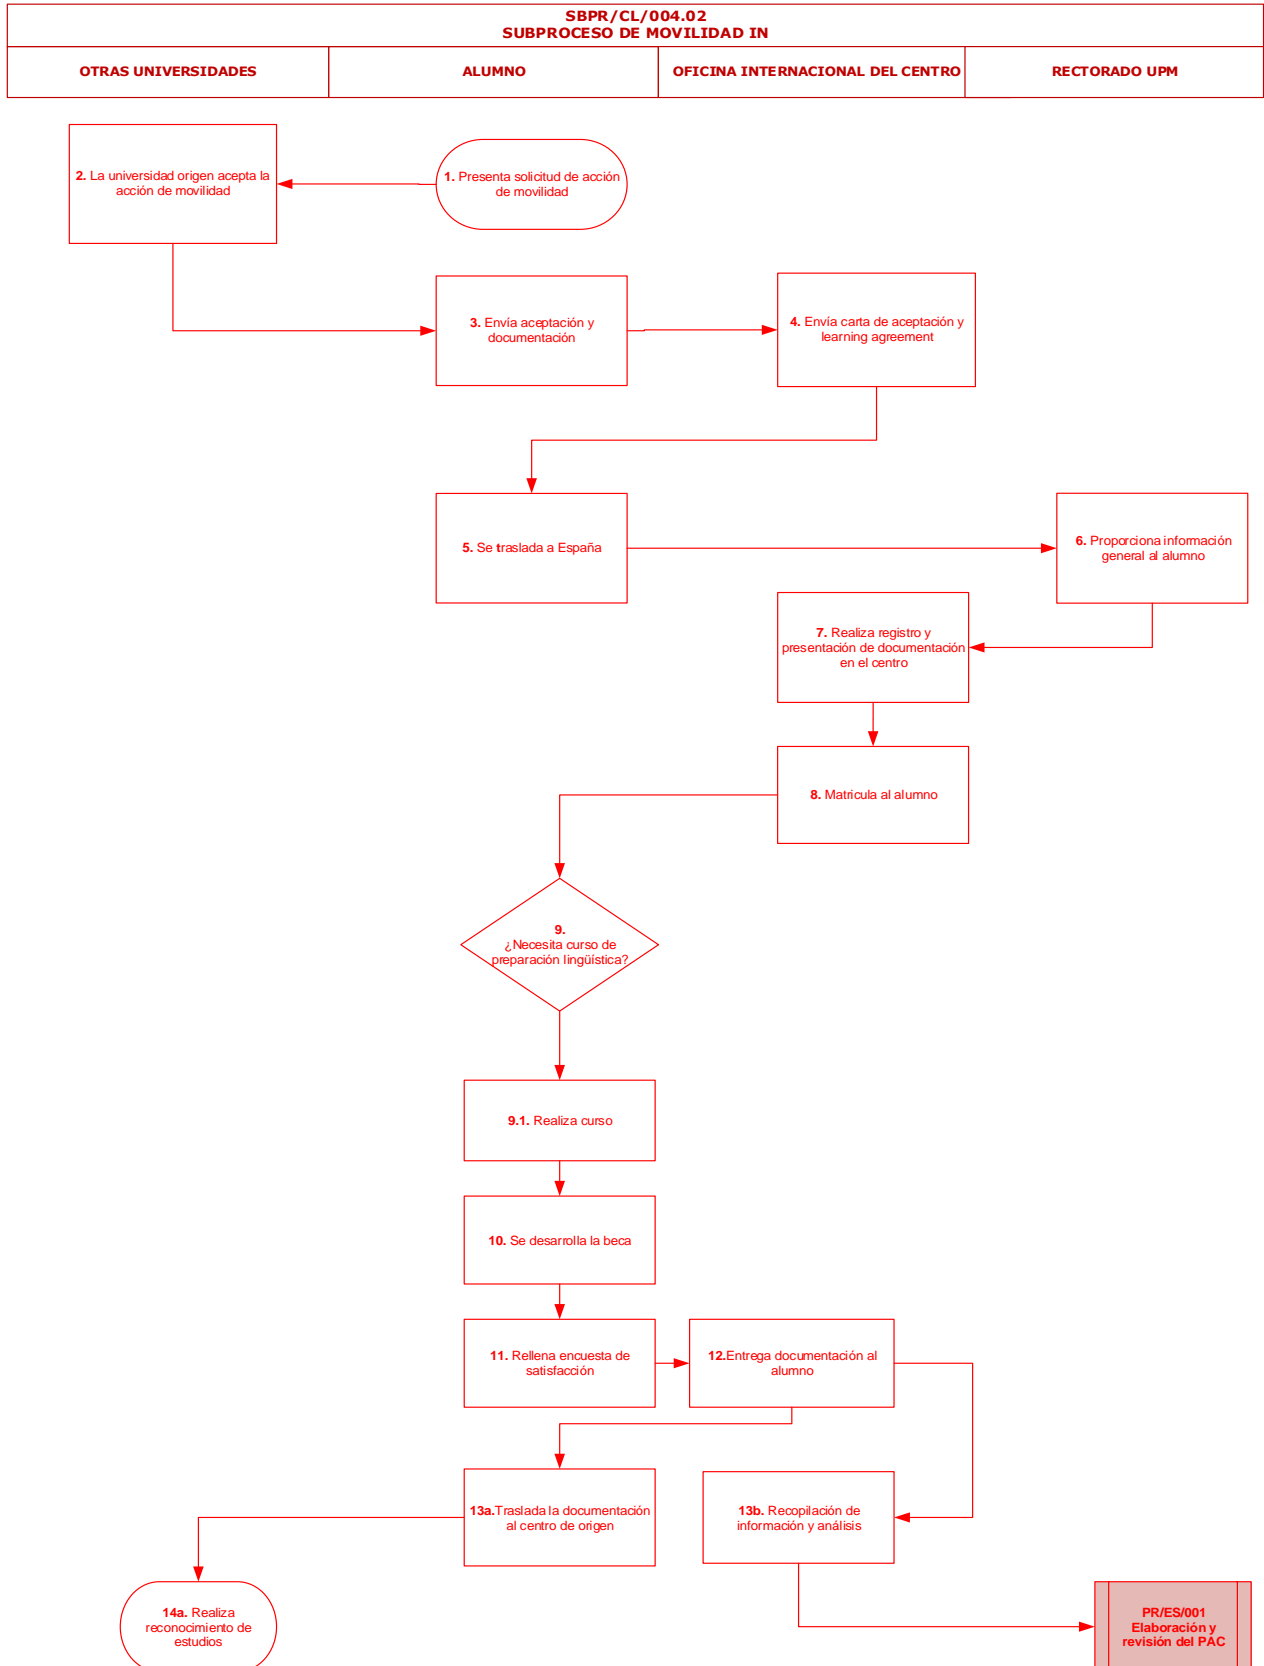 SBPR/CL/004.02
SUBPROCESO DE MOVILIDAD IN
OTRAS UNIVERSIDADES
ALUMNO
OFICINA INTERNACIONAL DEL CENTRO
RECTORADO UPM
2. La universidad origen acepta la
acción de movilidad
1. Presenta solicitud de acción
de movilidad
3. Envía aceptación y
documentación
4. Envía carta de aceptación y
learning agreement
5. Se traslada a España
6. Proporciona información
general al alumno
7. Realiza registro y
presentación de documentación
en el centro
8. Matricula al alumno
9.
¿Necesita curso de
preparación lingüística?
9.1. Realiza curso
10. Se desarrolla la beca
11. Rellena encuesta de
satisfacción
12.Entrega documentación al
alumno
13a.Traslada la documentación
al centro de origen
13b. Recopilación de
información y análisis
14a. Realiza
reconocimiento de
estudios
PR/ES/001
Elaboración y
revisión del PAC